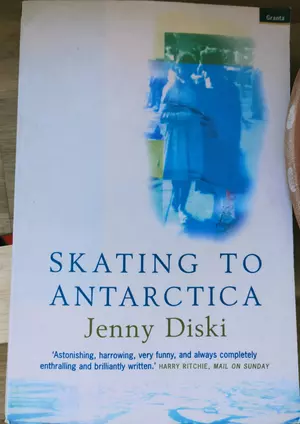 Granta
SKATING TO
ANTARCTICA
Jenny Diski
'Astonishing, harrowing, very funny, and always completely
enthralling and brilliantly written.' HARRY RITCHIE, MAIL ON SUNDAY